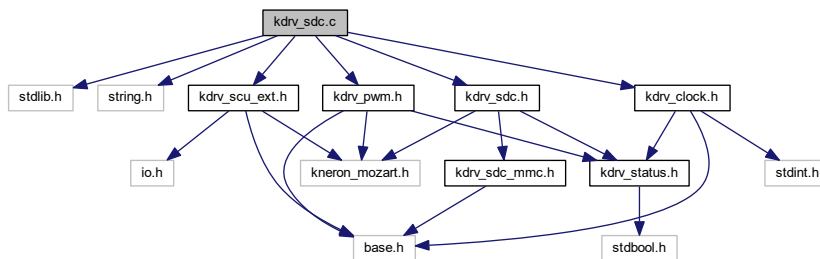 kdrv_sdc.c
stdlib.h
string.h
kdrv_scu_ext.h
kdrv_pwm.h
kdrv_sdc.h
kdrv_clock.h
io.h
kneron_mozart.h
kdrv_sdc_mmc.h
kdrv_status.h
stdint.h
base.h
stdbool.h